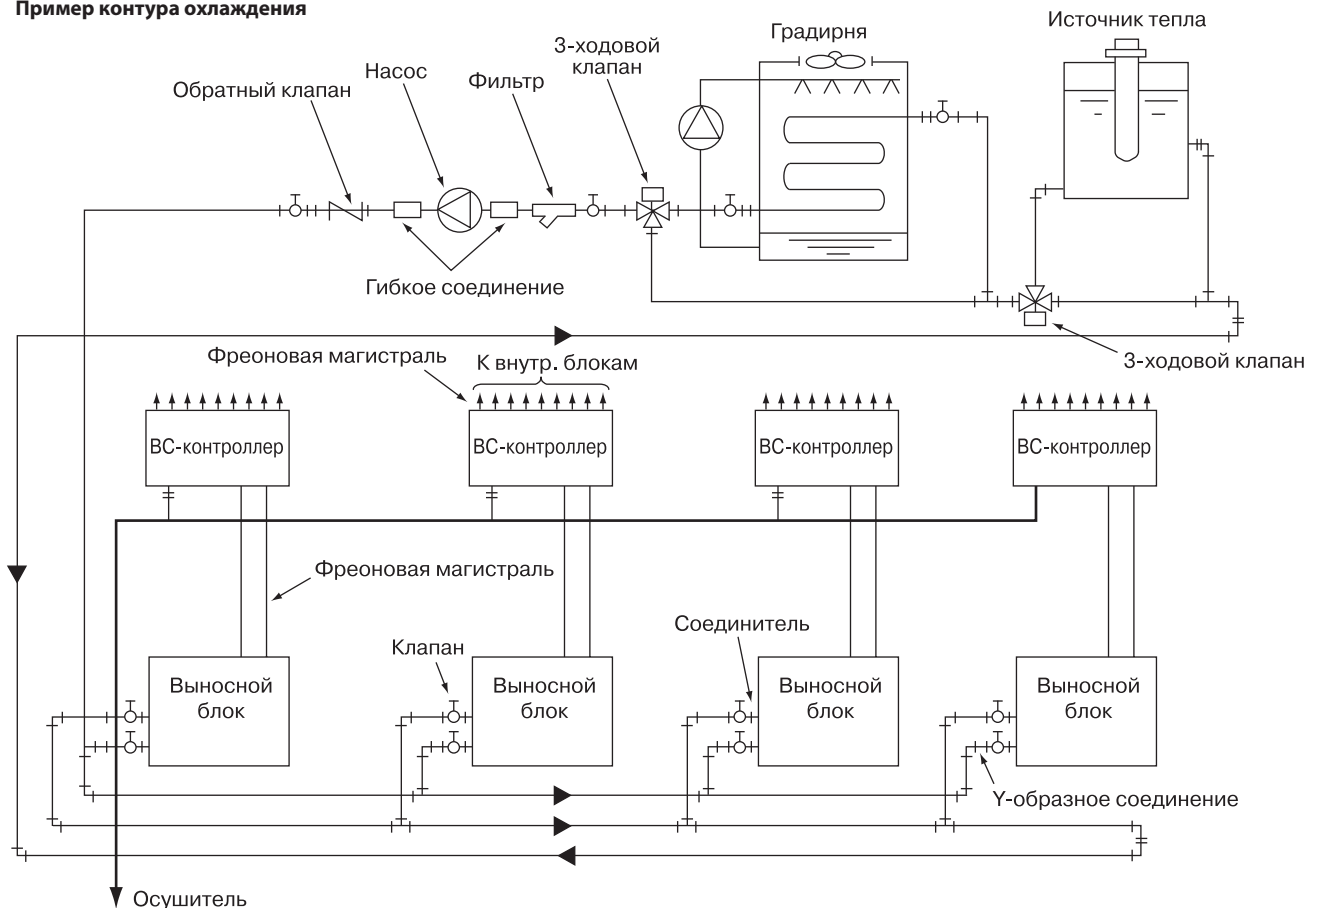 Пример контура охлаждения
Источник тепла
Градирня
3-ходовой
клапан
Насос
Фильтр
Обратный клапан
Гибкое соединение
3-ходовой клапан
Фреоновая магистраль
К внутр. блокам
ВС-контроллер
ВС-контроллер
ВС-контроллер
ВС-контроллер
Фреоновая магистраль
Соединитель
Клапан
Выносной
блок
Выносной
блок
Выносной
блок
Выносной
блок
Y-образное соединение
Осушитель